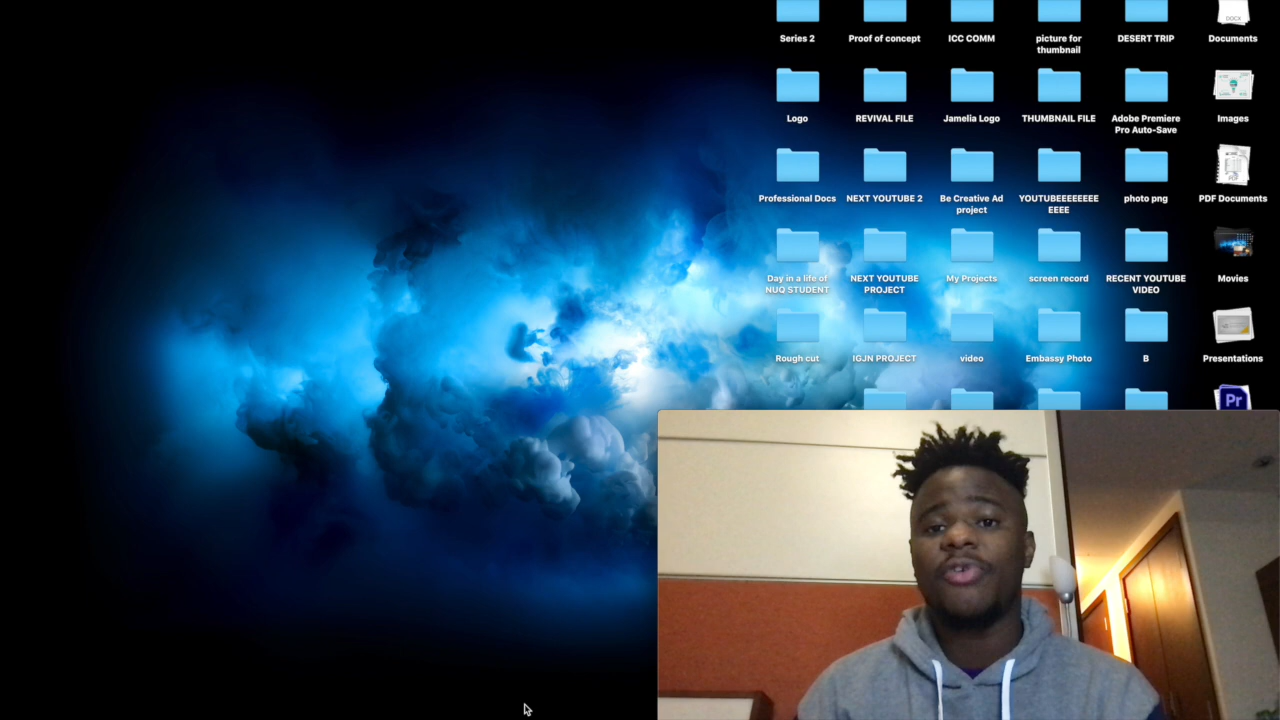 DOCX
Series 2
Proof of concept
ICC COMM
picture for
thumbnail
DESERT TRIP
Documents
Logo
REVIVAL FILE
Jamelia Logo
THUMBNAIL FILE
Adobe Premiere
Pro Auto-Save
Images
PDF
Professional Docs
NEXT YOUTUBE 2
Be Creative Ad
project
YOUTUBEEEEEEEE
EEEE
photo png
PDF Documents
Day in a life of
NUQ STUDENT
NEXT YOUTUBE
PROJECT
My Projects
screen record
RECENT YOUTUBE
VIDEO
Movies
Rough cut
IGJN PROJECT
video
Embassy Photo
B
Presentations
Pr